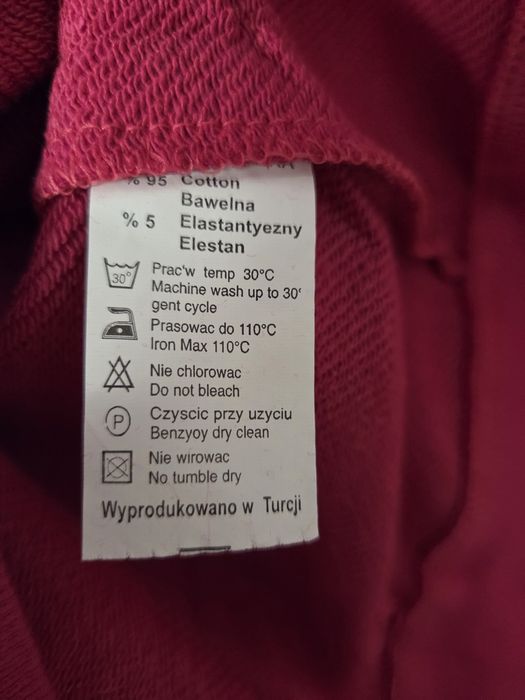 % 95 Cotton
Bawelna
% 5 Elastantyezny
Elestan
30°
Prac'w temp 30°C
Machine wash up to 30°
gent cycle
Prasowac do 110°C
Iron Max 110°C
Nie chlorowac
Do not bleach
P
Czyscic przy uzyciu
Benzyoy dry clean
Nie wirowac
No tumble dry
Wyprodukowano w Turcji